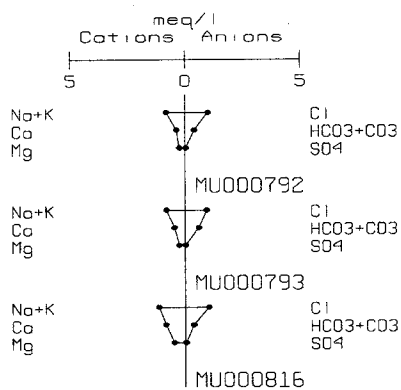 meq/l
Cations Anions
5 0 5
Na+K Cl
Ca HCO3+CO3
Mg SO4
MU000792
Na+K Cl
Ca HCO3+CO3
Mg SO4
MU000793
Na+K Cl
Ca HCO3+CO3
Mg SO4
MU000816